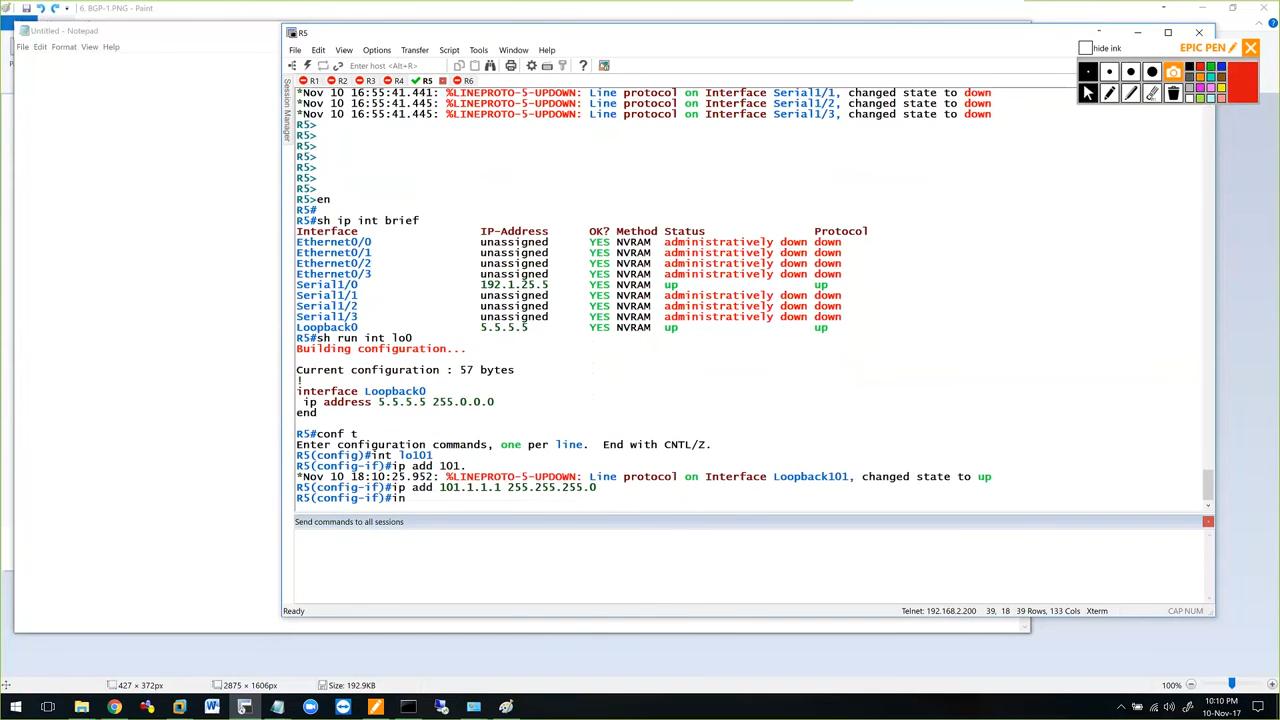 6. BGP-1.PNG - Paint
Untitled - Notepad
File Edit Format View Help
R5
File Edit View Options Transfer Script Tools Window Help
Enter host <Alt+R>
R1 R2 R3 R4 R5 R6
Session Manager
hide ink
EPIC PEN
*Nov 10 16:55:41.441: %LINEPROTO-5-UPDOWN: Line protocol on Interface Serial1/1, changed state to down
*Nov 10 16:55:41.445: %LINEPROTO-5-UPDOWN: Line protocol on Interface Serial1/2, changed state to down
*Nov 10 16:55:41.445: %LINEPROTO-5-UPDOWN: Line protocol on Interface Serial1/3, changed state to down
R5>
R5>
R5>
R5>
R5>
R5>
R5>
R5>en
R5#
R5#sh ip int brief
Interface IP-Address OK? Method Status Protocol
Ethernet0/0 unassigned YES NVRAM administratively down down
Ethernet0/1 unassigned YES NVRAM administratively down down
Ethernet0/2 unassigned YES NVRAM administratively down down
Ethernet0/3 unassigned YES NVRAM administratively down down
Serial1/0 192.1.25.5 YES NVRAM up up
Serial1/1 unassigned YES NVRAM administratively down down
Serial1/2 unassigned YES NVRAM administratively down down
Serial1/3 unassigned YES NVRAM administratively down down
Loopback0 5.5.5.5 YES NVRAM up up
R5#sh run int lo0
Building configuration...
Current configuration : 57 bytes
!
interface Loopback0
ip address 5.5.5.5 255.0.0.0
end
R5#conf t
Enter configuration commands, one per line. End with CNTL/Z.
R5(config)#int lo101
R5(config-if)#ip add 101.
*Nov 10 18:10:25.952: %LINEPROTO-5-UPDOWN: Line protocol on Interface Loopback101, changed state to up
R5(config-if)#ip add 101.1.1.1 255.255.255.0
R5(config-if)#in
Send commands to all sessions
Ready
Telnet: 192.168.2.200 39, 18 39 Rows, 133 Cols Xterm CAP NUM
427 × 372px 2875 × 1606px Size: 192.9KB 100%
10:10 PM
10-Nov-17